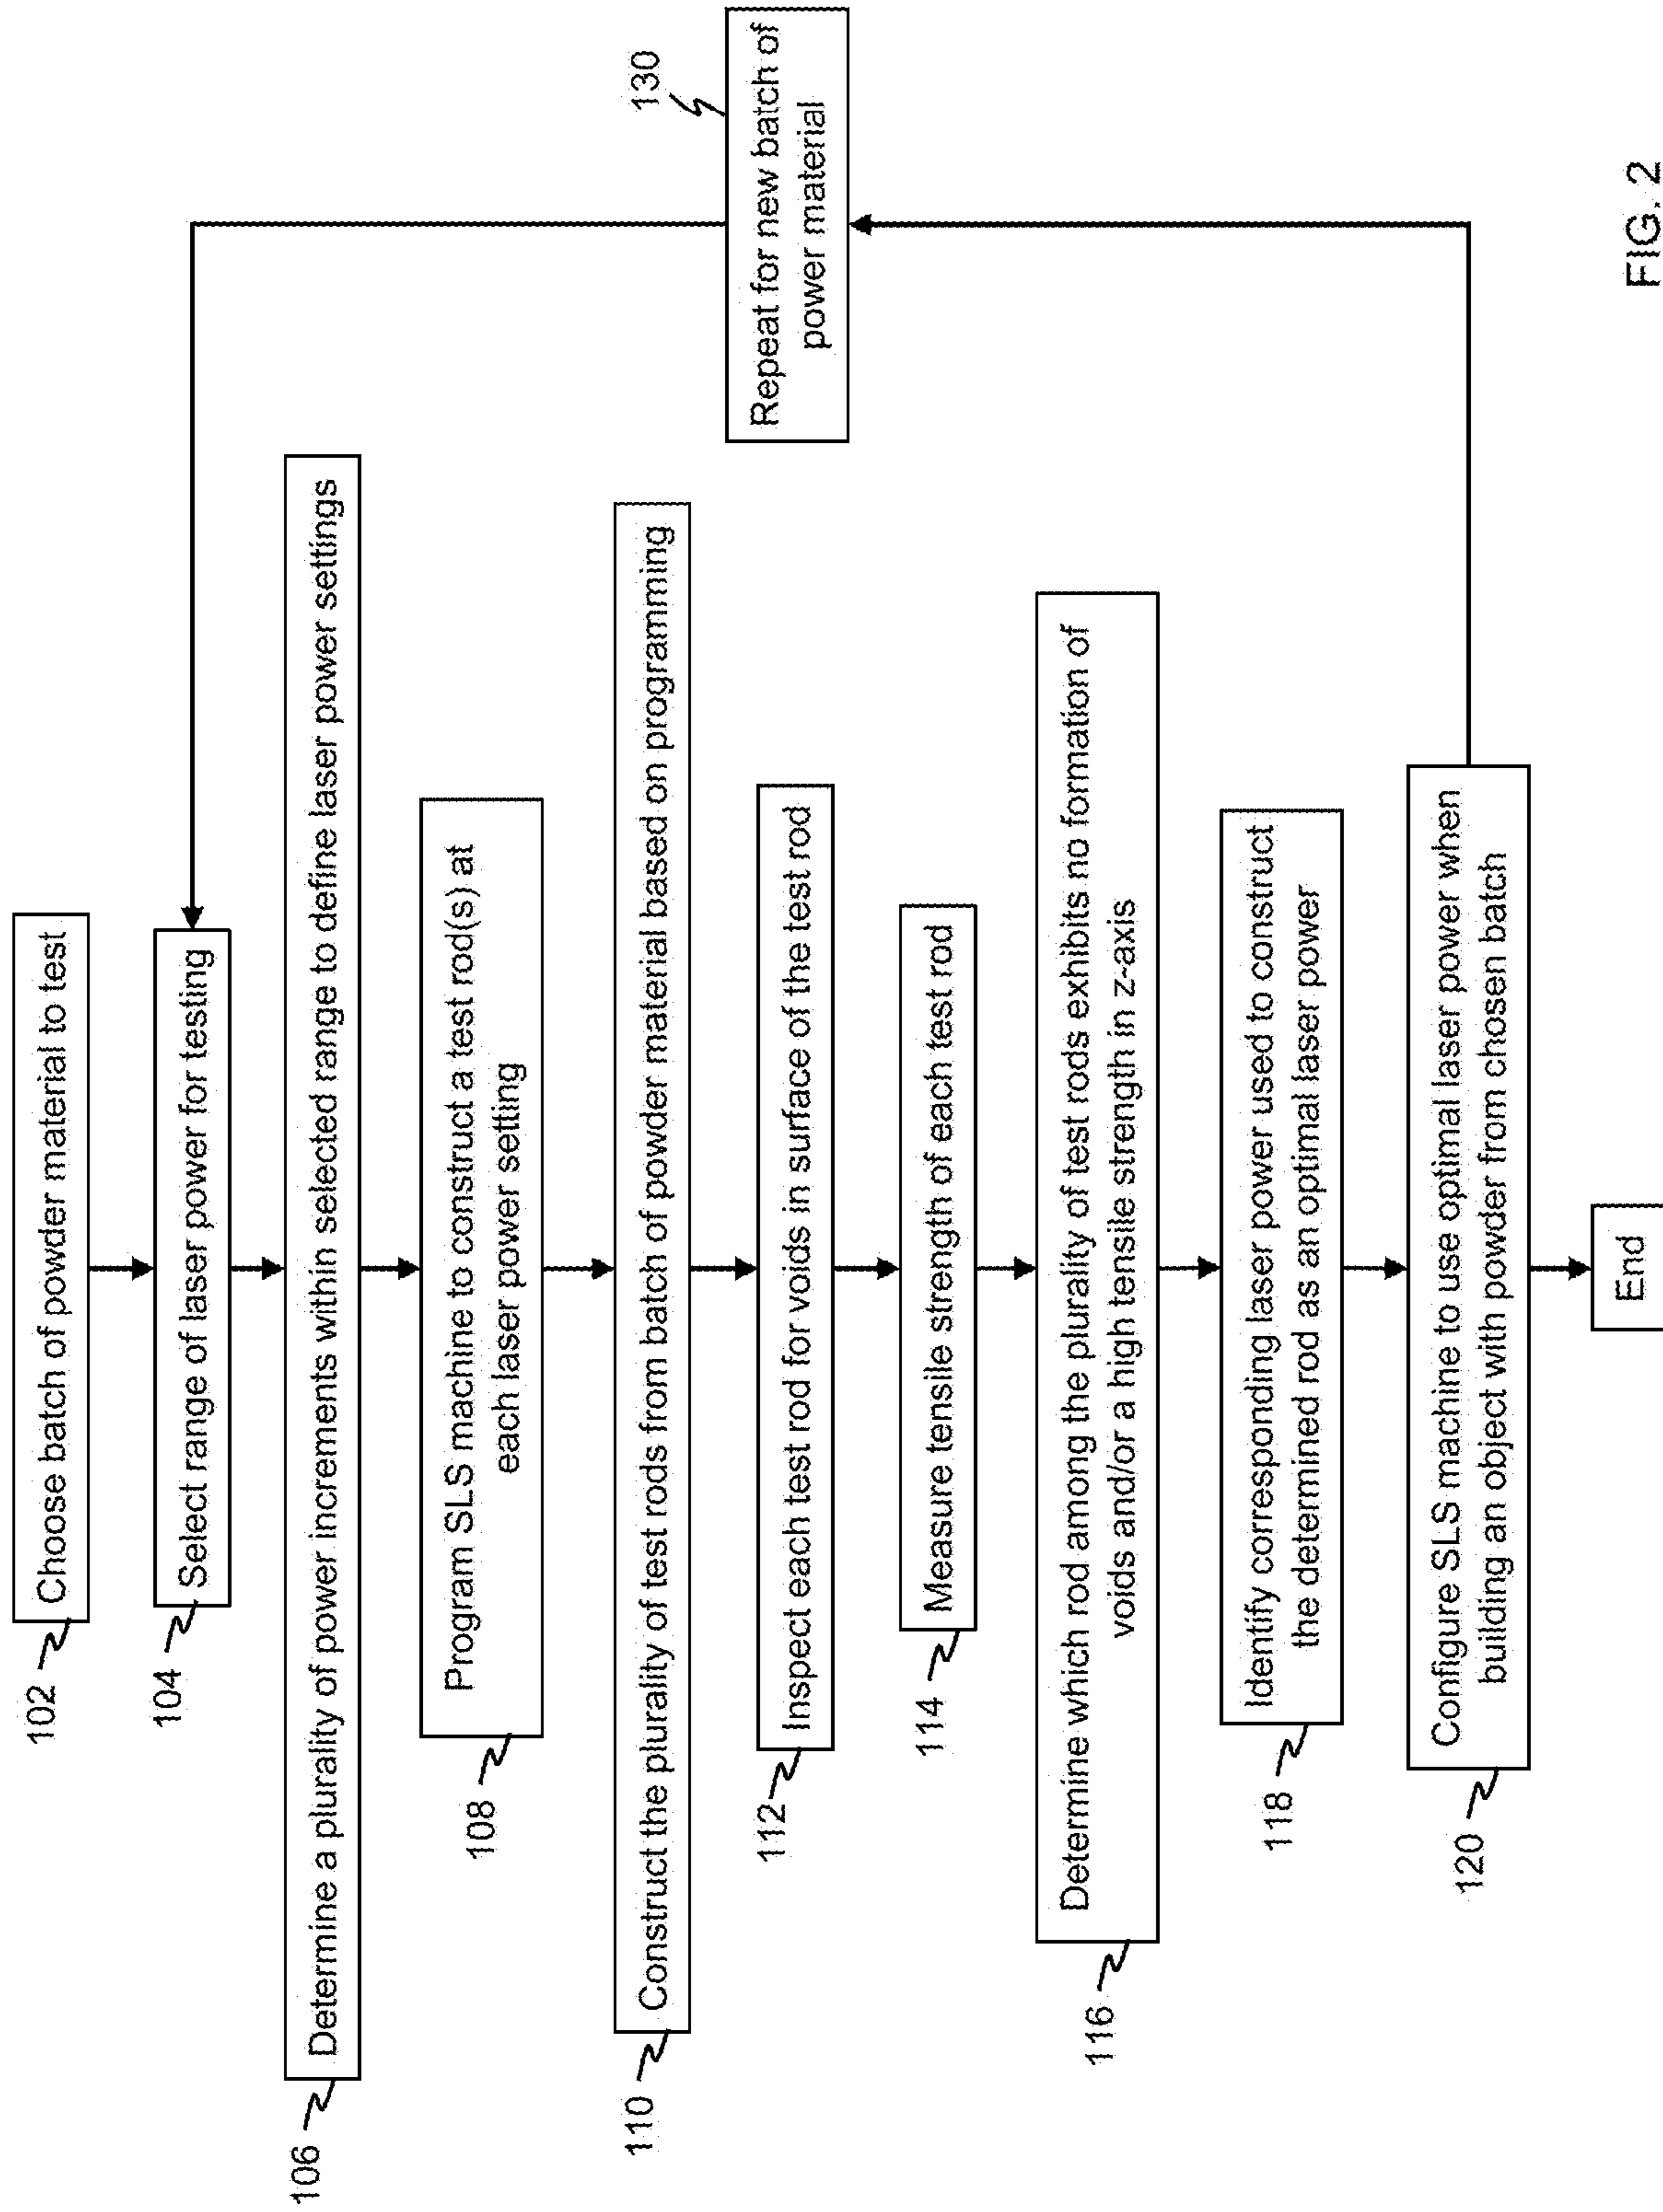 102
Choose batch of powder material to test
104
Select range of laser power for testing
106
Determine a plurality of power increments within selected range to define laser power settings
108
Program SLS machine to construct a test rod(s) at
each laser power setting
110
Construct the plurality of test rods from batch of powder material based on programming
112
Inspect each test rod for voids in surface of the test rod
114
Measure tensile strength of each test rod
116
Determine which rod among the plurality of test rods exhibits no formation of
voids and/or a high tensile strength in z-axis
118
Identify corresponding laser power used to construct
the determined rod as an optimal laser power
120
Configure SLS machine to use optimal laser power when
building an object with powder from chosen batch
End
130
Repeat for new batch of
power material
FIG. 2